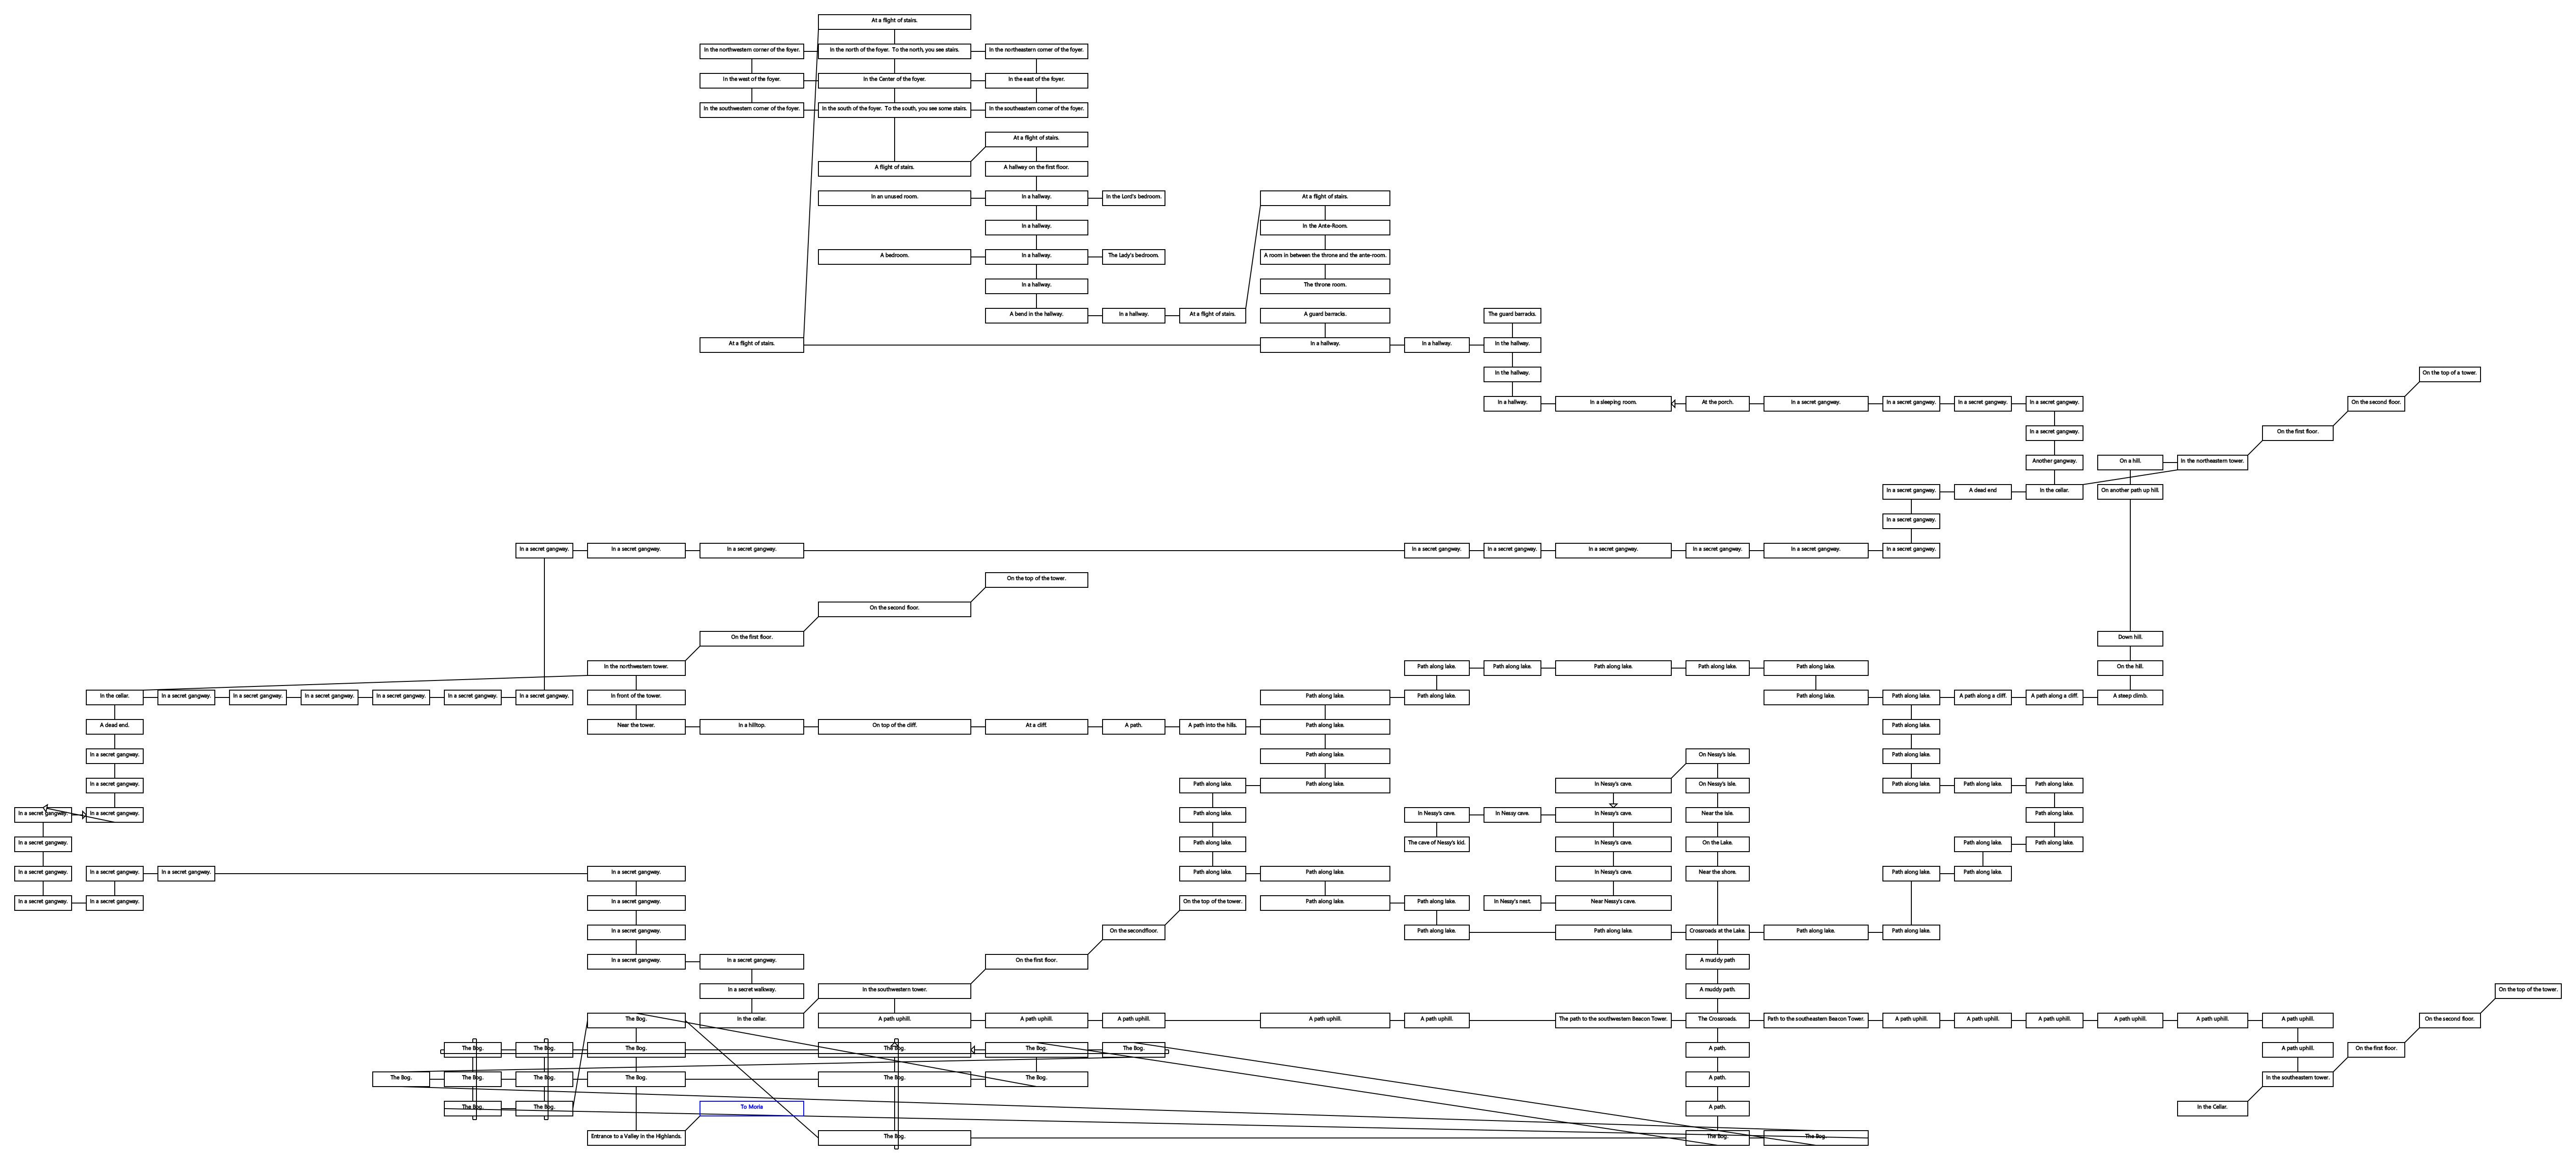 At a flight of stairs.
In the northwestern corner of the foyer.
In the north of the foyer.  To the north, you see stairs.
In the northeastern corner of the foyer.
In the west of the foyer.
In the Center of the foyer.
In the east of the foyer.
In the southwestern corner of the foyer.
In the south of the foyer.  To the south, you see some stairs.
In the southeastern corner of the foyer.
At a flight of stairs.
A flight of stairs.
A hallway on the first floor.
In an unused room.
In a hallway.
In the Lord's bedroom.
At a flight of stairs.
In a hallway.
In the Ante-Room.
A bedroom.
In a hallway.
The Lady's bedroom.
A room in between the throne and the ante-room.
In a hallway.
The throne room.
A bend in the hallway.
In a hallway.
At a flight of stairs.
A guard barracks.
The guard barracks.
At a flight of stairs.
In a hallway.
In a hallway.
In the hallway.
In the hallway.
On the top of a tower.
In a hallway.
In a sleeping room.
At the porch.
In a secret gangway.
In a secret gangway.
In a secret gangway.
In a secret gangway.
On the second floor.
In a secret gangway.
On the first floor.
Another gangway.
On a hill.
In the northeastern tower.
In a secret gangway.
A dead end
In the cellar.
On another path up hill.
In a secret gangway.
In a secret gangway.
In a secret gangway.
In a secret gangway.
In a secret gangway.
In a secret gangway.
In a secret gangway.
In a secret gangway.
In a secret gangway.
In a secret gangway.
On the top of the tower.
On the second floor.
On the first floor.
Down hill.
In the northwestern tower.
Path along lake.
Path along lake.
Path along lake.
Path along lake.
Path along lake.
On the hill.
In the cellar.
In a secret gangway.
In a secret gangway.
In a secret gangway.
In a secret gangway.
In a secret gangway.
In a secret gangway.
In front of the tower.
Path along lake.
Path along lake.
Path along lake.
Path along lake.
A path along a cliff.
A path along a cliff.
A steep climb.
A dead end.
Near the tower.
In a hilltop.
On top of the cliff.
At a cliff.
A path.
A path into the hills.
Path along lake.
Path along lake.
In a secret gangway.
Path along lake.
On Nessy's Isle.
Path along lake.
In a secret gangway.
Path along lake.
Path along lake.
In Nessy's cave.
On Nessy's Isle.
Path along lake.
Path along lake.
Path along lake.
In a secret gangway.
In a secret gangway.
Path along lake.
In Nessy's cave.
In Nessy cave.
In Nessy's cave.
Near the Isle.
Path along lake.
In a secret gangway.
Path along lake.
The cave of Nessy's kid.
In Nessy's cave.
On the Lake.
Path along lake.
Path along lake.
In a secret gangway.
In a secret gangway.
In a secret gangway.
In a secret gangway.
Path along lake.
Path along lake.
In Nessy's cave.
Near the shore.
Path along lake.
Path along lake.
In a secret gangway.
In a secret gangway.
In a secret gangway.
On the top of the tower.
Path along lake.
Path along lake.
In Nessy's nest.
Near Nessy's cave.
In a secret gangway.
On the secondfloor.
Path along lake.
Path along lake.
Crossroads at the Lake.
Path along lake.
Path along lake.
In a secret gangway.
In a secret gangway.
On the first floor.
A muddy path
In a secret walkway.
In the southwestern tower.
A muddy path.
On the top of the tower.
The Bog.
In the cellar.
A path uphill.
A path uphill.
A path uphill.
A path uphill.
A path uphill.
The path to the southwestern Beacon Tower.
The Crossroads.
Path to the southeastern Beacon Tower.
A path uphill.
A path uphill.
A path uphill.
A path uphill.
A path uphill.
A path uphill.
On the second floor.
The Bog.
The Bog.
The Bog.
The Bog.
The Bog.
The Bog.
A path.
A path uphill.
On the first floor.
The Bog.
The Bog.
The Bog.
The Bog.
The Bog.
The Bog.
A path.
In the southeastern tower.
The Bog.
The Bog.
To Moria
A path.
In the Cellar.
Entrance to a Valley in the Highlands.
The Bog.
The Bog.
The Bog.